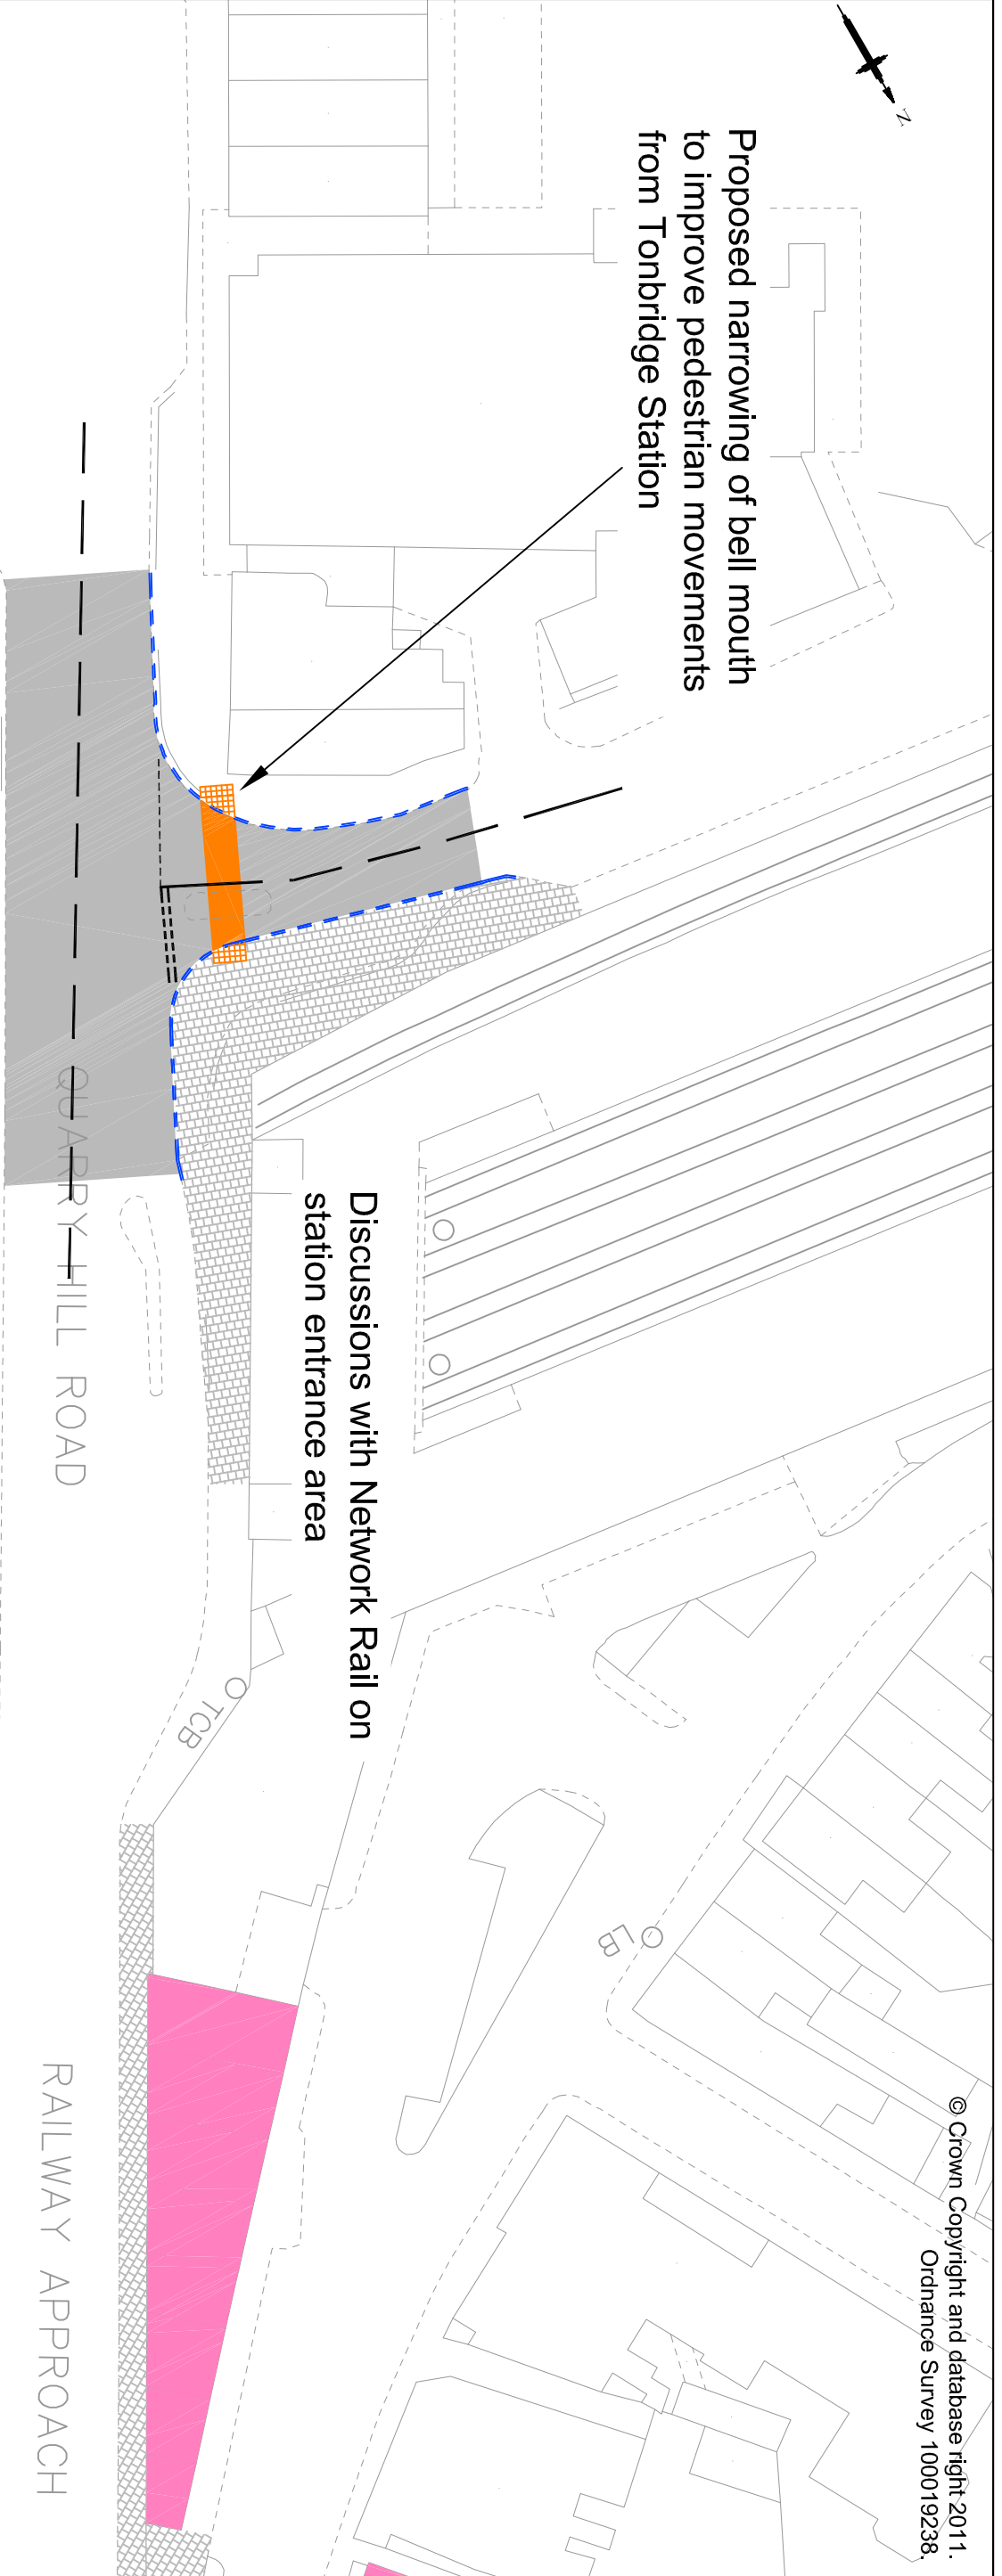 N
Proposed narrowing of bell mouth
to improve pedestrian movements
from Tonbridge Station
Discussions with Network Rail on
station entrance area
QUARRY HILL ROAD
TCB
LB
RAILWAY APPROACH
© Crown Copyright and database right 2011.
Ordnance Survey 100019238.